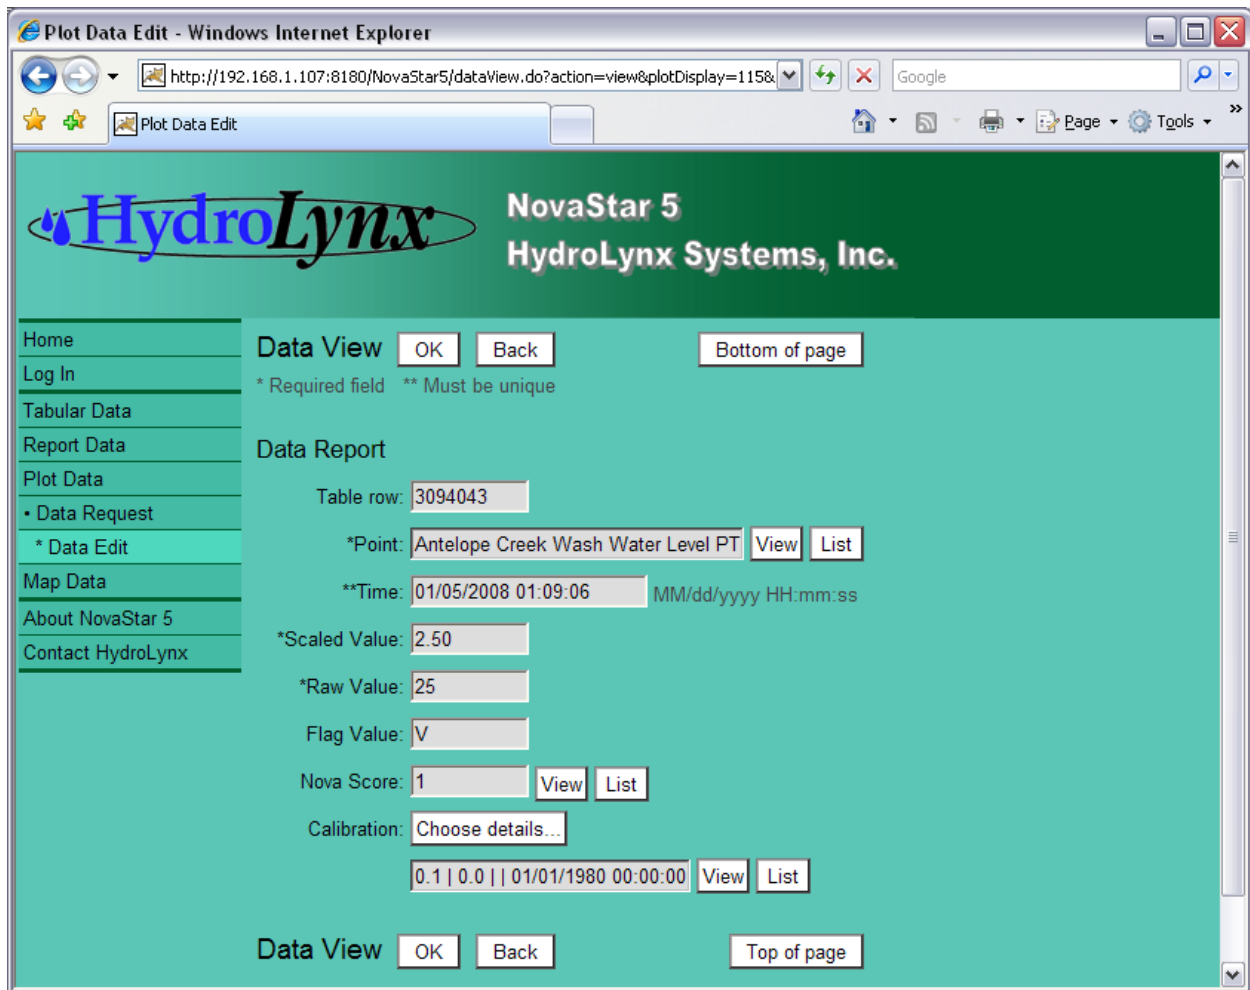 Plot Data Edit - Windows Internet Explorer
http://192.168.1.107:8180/NovaStar5/dataView.do?action=view&plotDisplay=115&
Google
Plot Data Edit
Page
Tools
»
HydroLynx
NovaStar 5
HydroLynx Systems, Inc.
Home
Log In
Tabular Data
Report Data
Plot Data
• Data Request
* Data Edit
Map Data
About NovaStar 5
Contact HydroLynx
Data View OK Back Bottom of page
* Required field ** Must be unique
Data Report
Table row: 3094043
*Point: Antelope Creek Wash Water Level PT View List
**Time: 01/05/2008 01:09:06 MM/dd/yyyy HH:mm:ss
*Scaled Value: 2.50
*Raw Value: 25
Flag Value: V
Nova Score: 1 View List
Calibration: Choose details...
0.1 | 0.0 | | 01/01/1980 00:00:00 View List
Data View OK Back Top of page